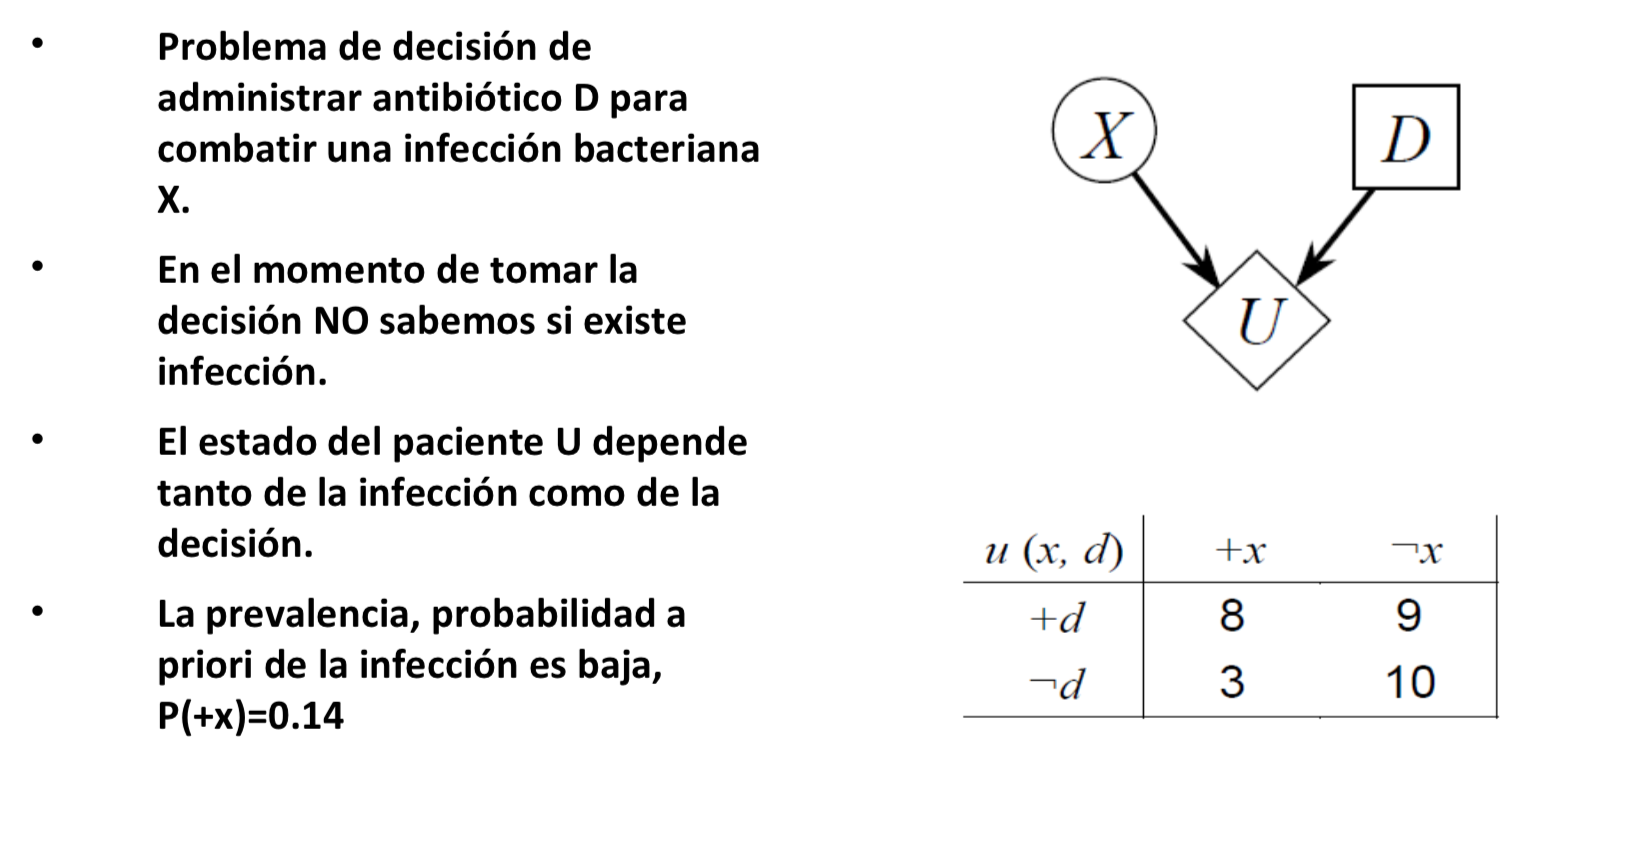 • Problema de decisión de
administrar antibiótico D para
combatir una infección bacteriana
X.
• En el momento de tomar la
decisión NO sabemos si existe
infección.
• El estado del paciente U depende
tanto de la infección como de la
decisión.
• La prevalencia, probabilidad a
priori de la infección es baja,
P(+x)=0.14
X D
U
u (x, d) +x ¬x
+d 8 9
¬d 3 10